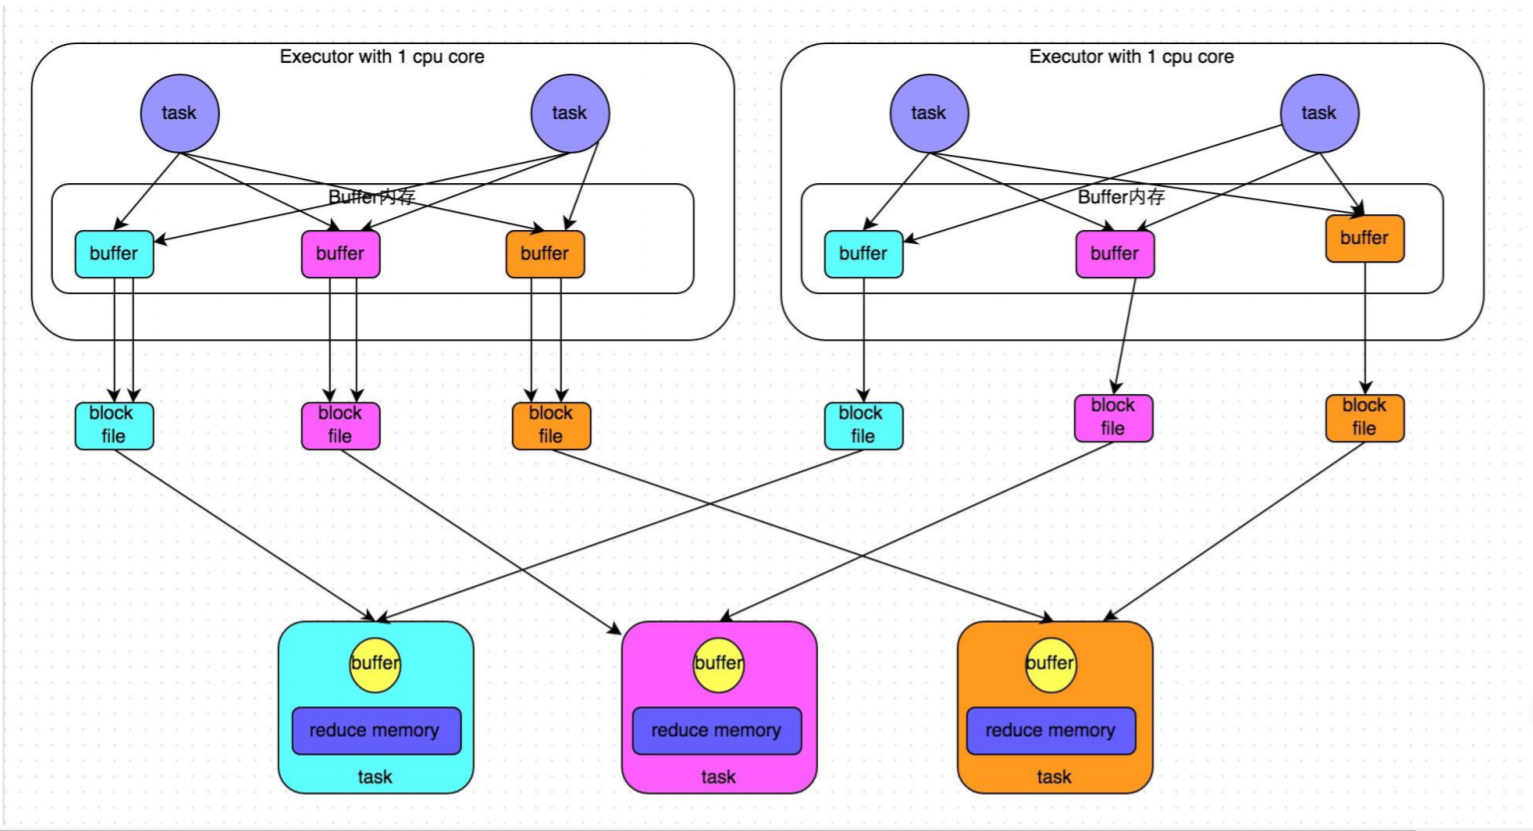 Executor with 1 cpu core
Executor with 1 cpu core
task
task
task
task
Buffer内存
Buffer内存
buffer
buffer
buffer
buffer
buffer
buffer
block
file
block
file
block
file
block
file
block
file
block
file
buffer
buffer
buffer
reduce memory
reduce memory
reduce memory
task
task
task